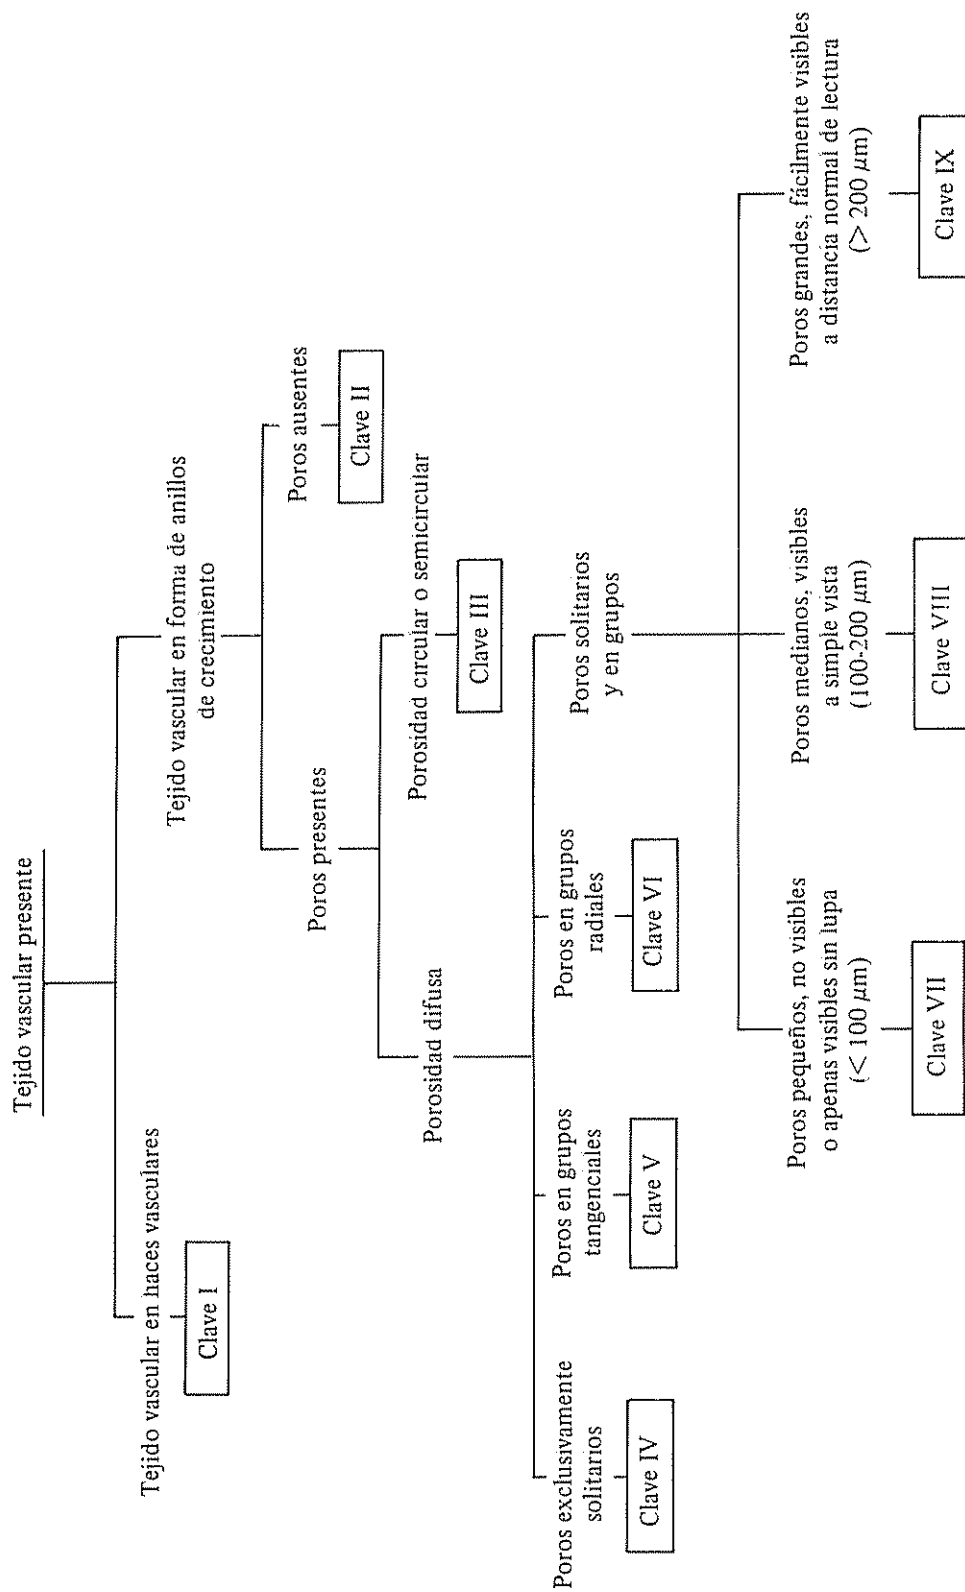 Tejido vascular presente
Tejido vascular en haces vasculares
Clave I
Tejido vascular en forma de anillos
de crecimiento
Poros presentes
Poros ausentes
Clave II
Porosidad difusa
Porosidad circular o semicircular
Clave III
Poros exclusivamente
solitarios
Clave IV
Poros en grupos
tangenciales
Clave V
Poros en grupos
radiales
Clave VI
Poros solitarios
y en grupos
Poros pequeños, no visibles
o apenas visibles sin lupa
(< 100 μm)
Clave VII
Poros medianos, visibles
a simple vista
(100-200 μm)
Clave VIII
Poros grandes, fácilmente visibles
a distancia normal de lectura
(> 200 μm)
Clave IX